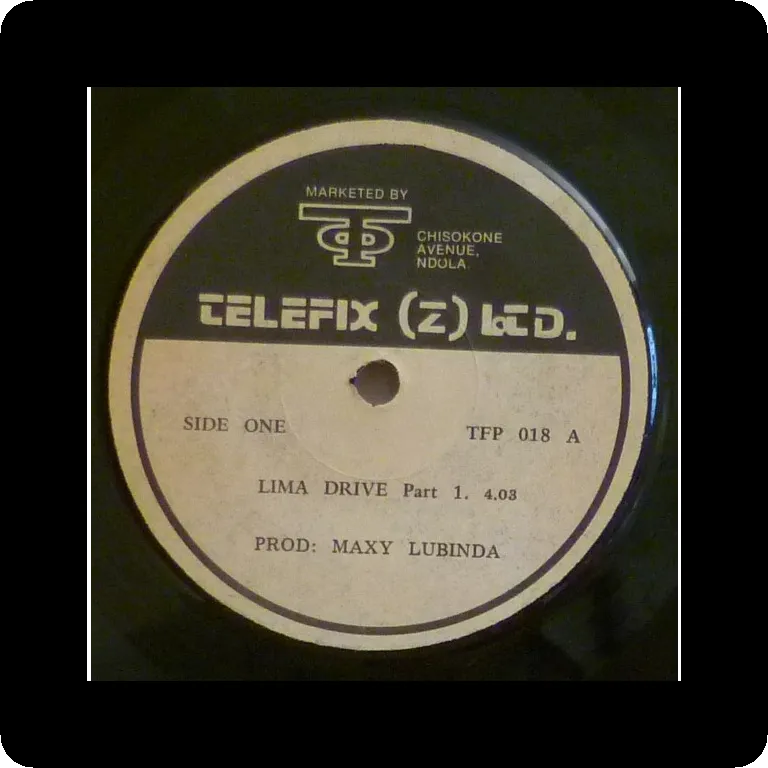 MARKETED BY
CHISOKONE
AVENUE,
NDOLA
TELEFIX (Z) LTD.
SIDE ONE
TFP 018 A
LIMA DRIVE Part 1. 4.03
PROD: MAXY LUBINDA